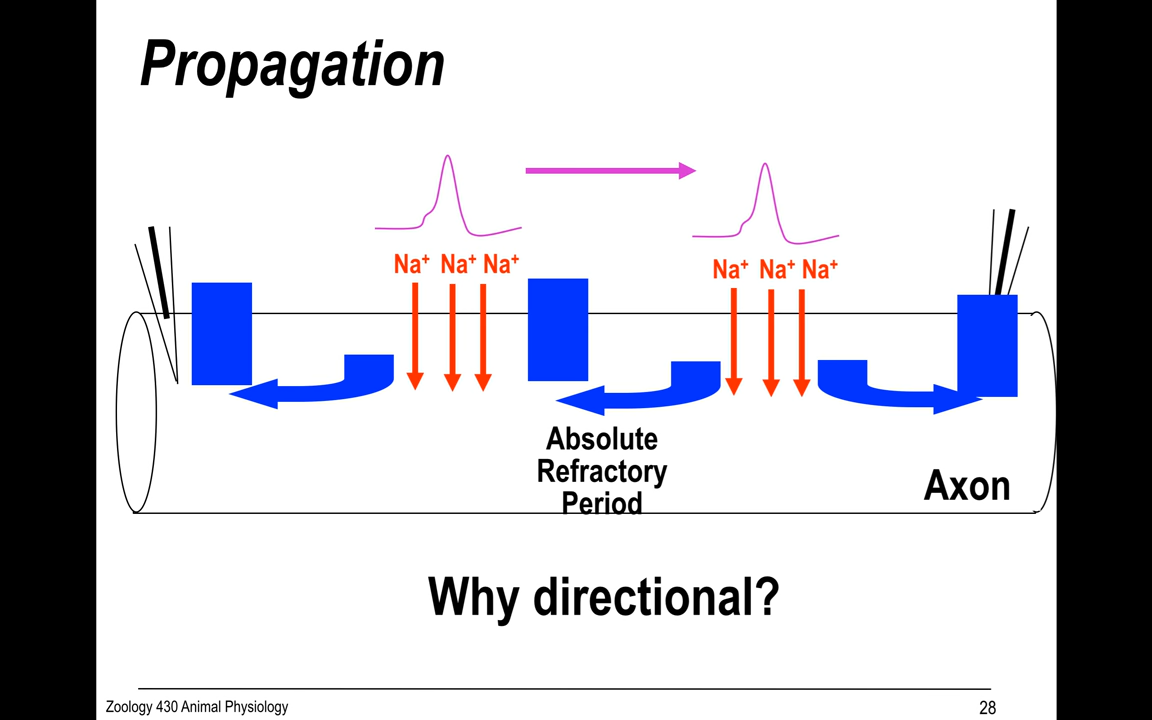 Propagation
Na⁺ Na⁺ Na⁺
Na⁺ Na⁺ Na⁺
Absolute
Refractory
Period
Axon
Why directional?
Zoology 430 Animal Physiology
28